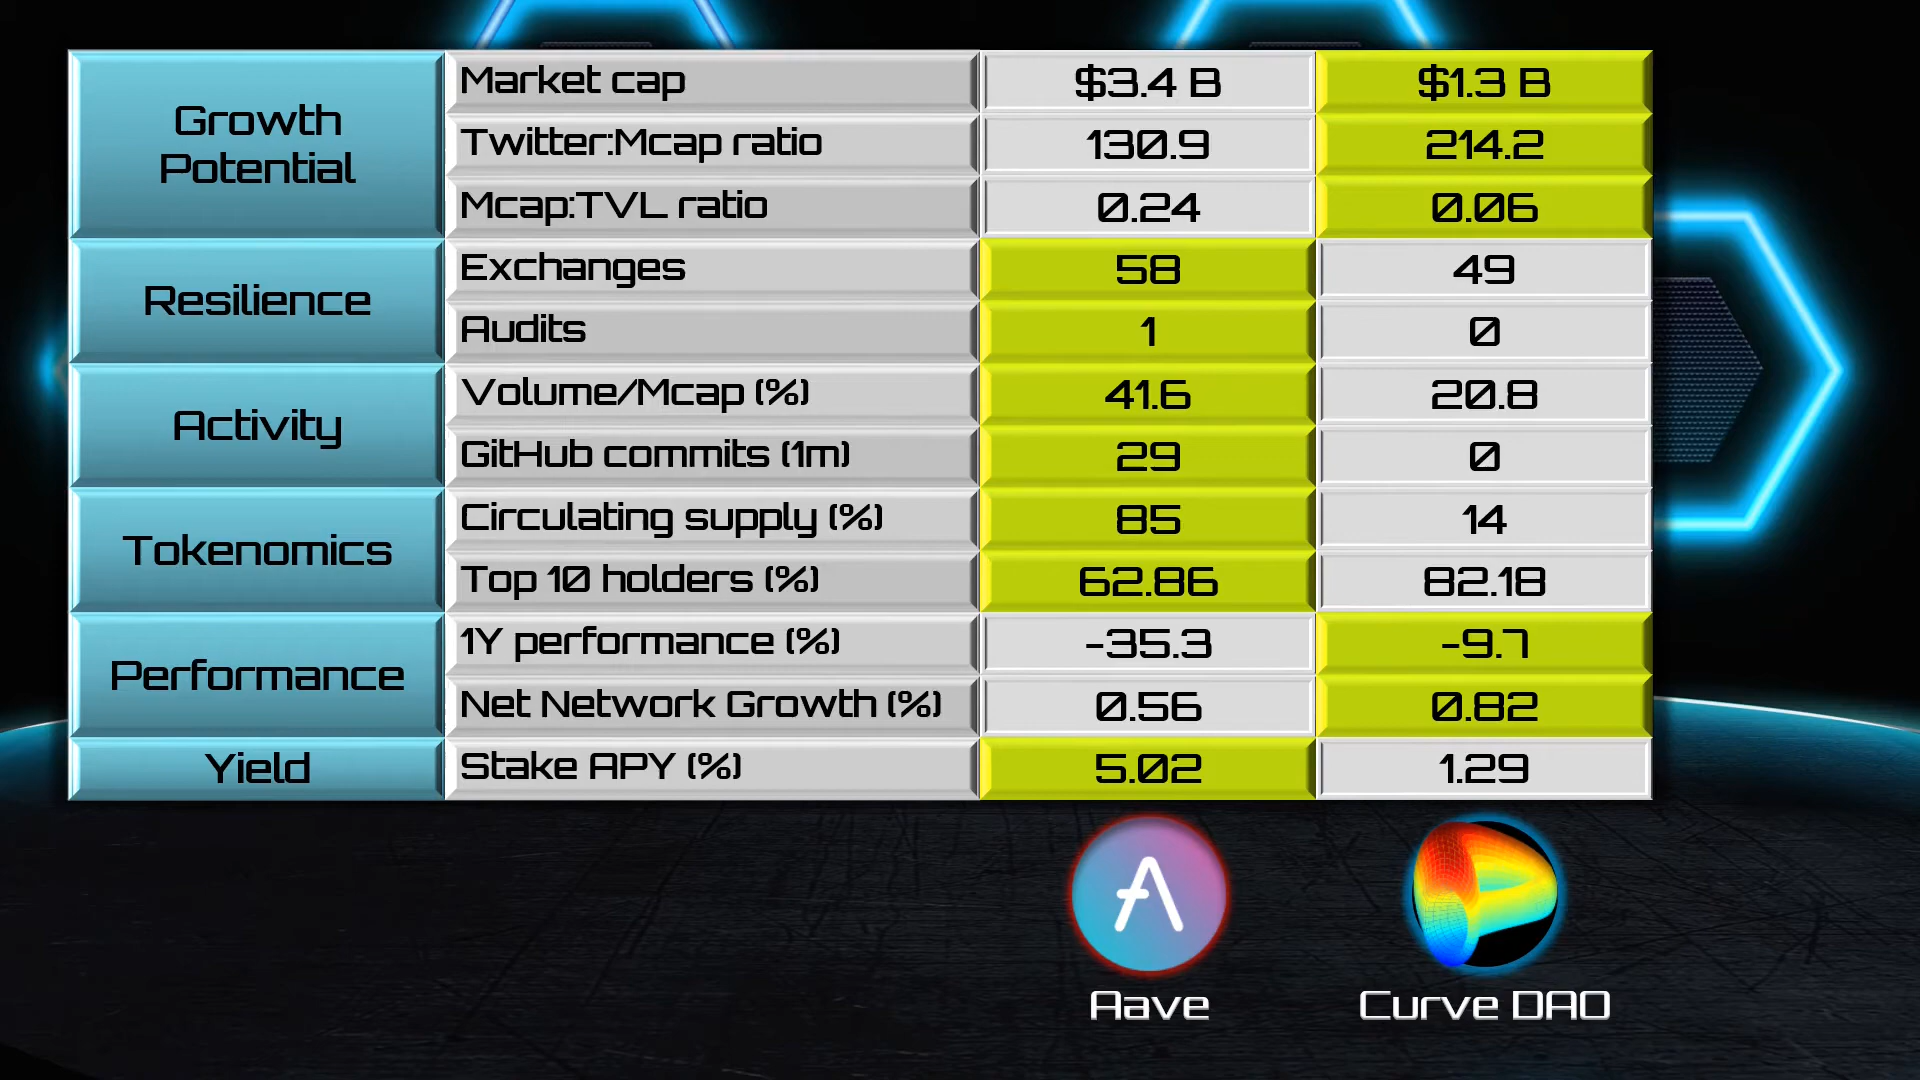 Growth
Potential
Market cap $3.4 B $1.3 B
Twitter:Mcap ratio 130.9 214.2
Mcap:TVL ratio 0.24 0.06
Resilience
Exchanges 58 49
Audits 1 0
Activity
Volume/Mcap (%) 41.6 20.8
GitHub commits (1m) 29 0
Tokenomics
Circulating supply (%) 85 14
Top 10 holders (%) 62.86 82.18
Performance
1Y performance (%) -35.3 -9.7
Net Network Growth (%) 0.56 0.82
Yield
Stake APY (%) 5.02 1.29
Aave
Curve DAO